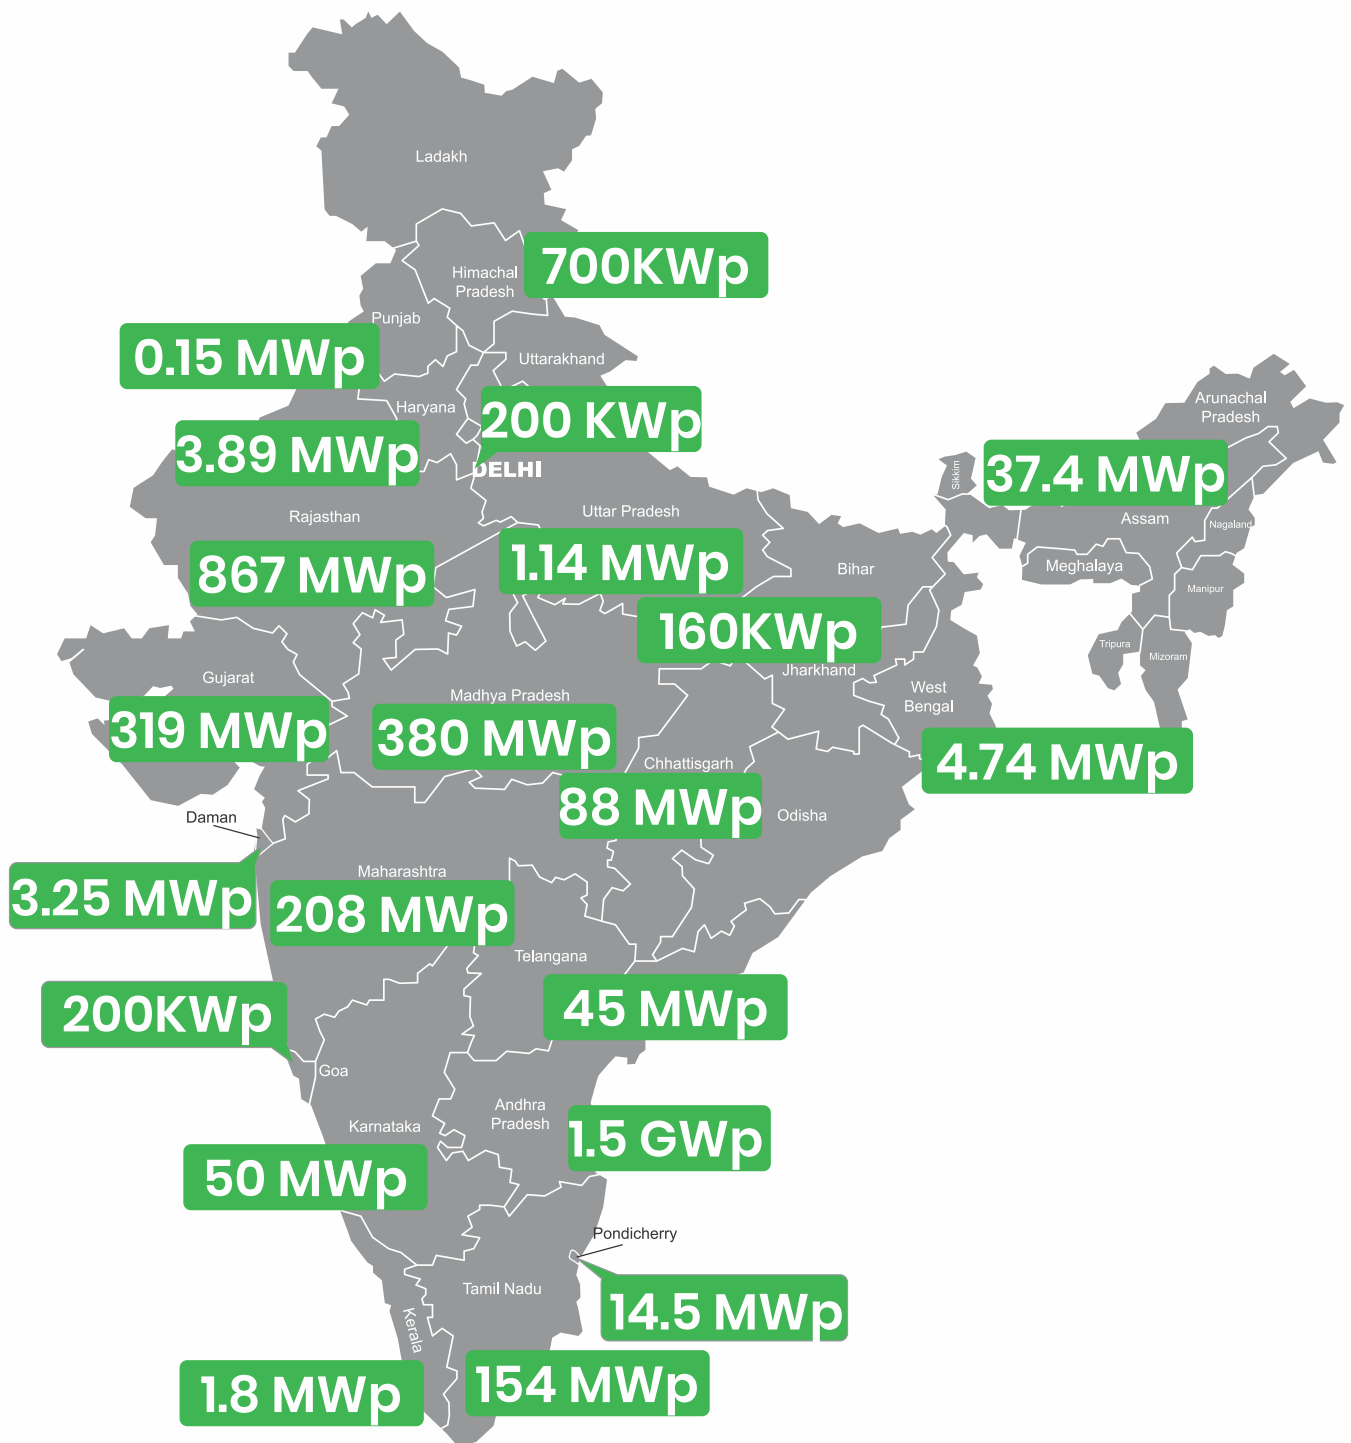 Ladakh
700KWp
Himachal
Pradesh
Punjab
0.15 MWp
Uttarakhand
Haryana
200 KWp
3.89 MWp
DELHI
Arunachal
Pradesh
Sikkim
37.4 MWp
Rajasthan
Uttar Pradesh
Assam
Nagaland
867 MWp
1.14 MWp
Bihar
Meghalaya
Manipur
160KWp
Jharkhand
Tripura
Mizoram
Gujarat
Madhya Pradesh
West
Bengal
319 MWp
380 MWp
Chhattisgarh
4.74 MWp
88 MWp
Odisha
Daman
3.25 MWp
Maharashtra
208 MWp
Telangana
200KWp
45 MWp
Goa
Andhra
Pradesh
Karnataka
1.5 GWp
50 MWp
Pondicherry
Tamil Nadu
14.5 MWp
Kerala
1.8 MWp
154 MWp